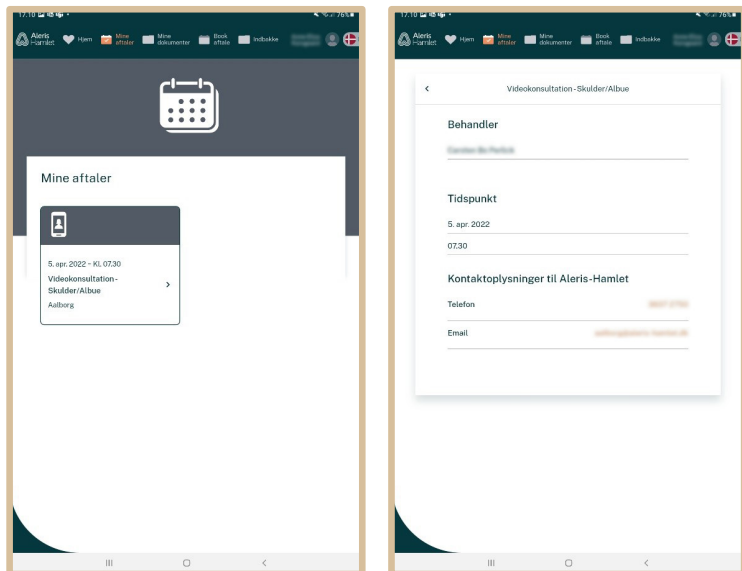 17.10
76%
Aleris
Hamlet
Hjem
Mine
aftaler
Mine
dokumenter
Book
aftale
Indbakke
Mine aftaler
5. apr. 2022 - Kl. 07.30
Videokonsultation -
Skulder/Albue
Aalborg
17.10
76%
Aleris
Hamlet
Hjem
Mine
aftaler
Mine
dokumenter
Book
aftale
Indbakke
Videokonsultation - Skulder/Albue
Behandler
Tidspunkt
5. apr. 2022
07.30
Kontaktoplysninger til Aleris-Hamlet
Telefon
Email